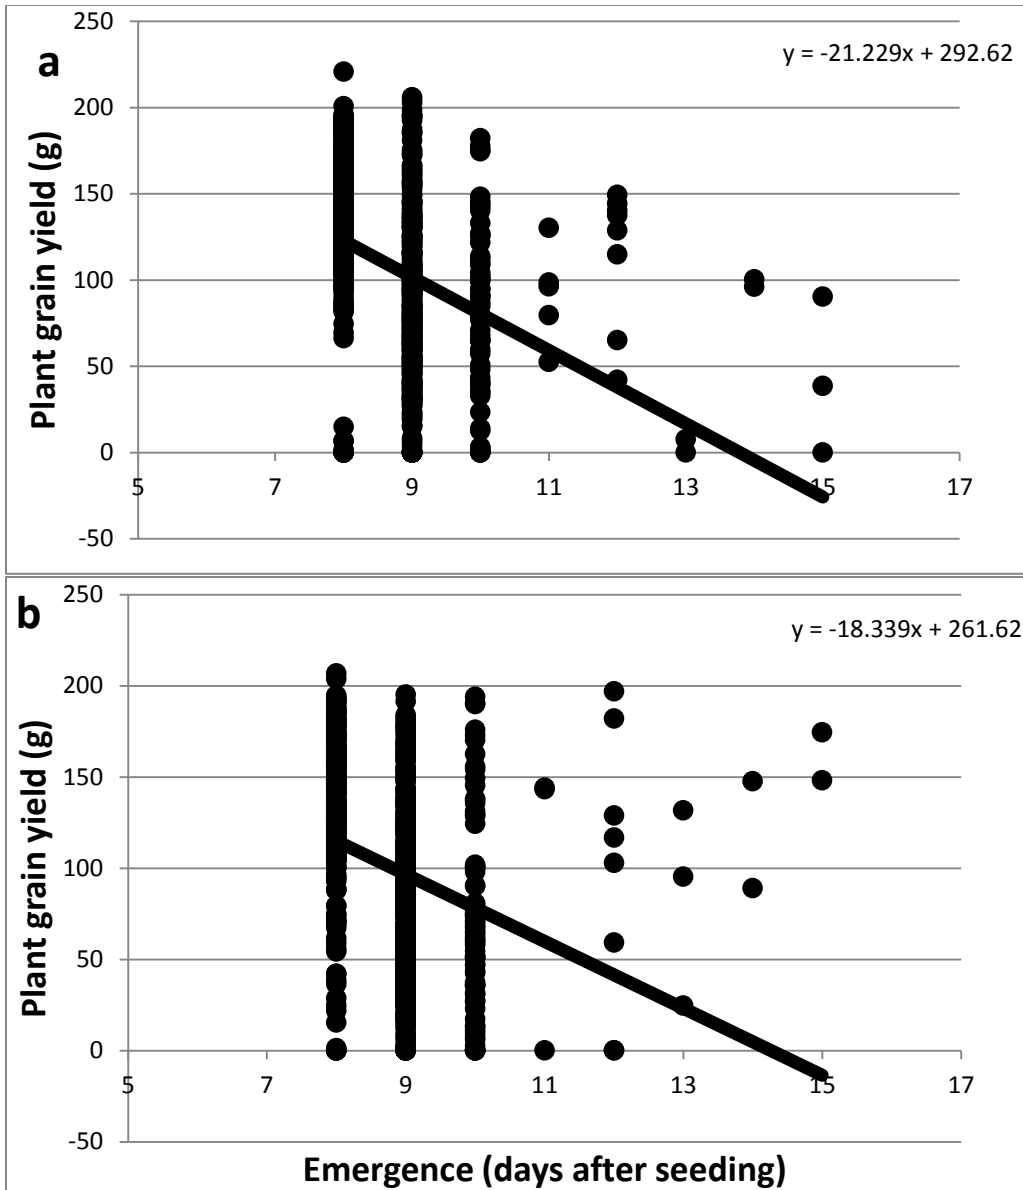 a
y = -21.229x + 292.62
Plant grain yield (g)
250
200
150
100
50
0
-50
5 7 9 11 13 15 17
b
y = -18.339x + 261.62
Plant grain yield (g)
250
200
150
100
50
0
-50
5 7 9 11 13 15 17
Emergence (days after seeding)